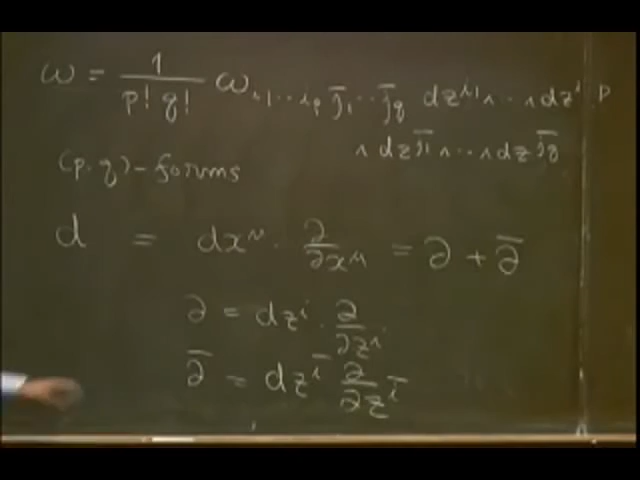 ω = 1/(p! q!) ω_{i1...ip j̄1...j̄q} dz^{i1} ∧ ... ∧ dz^{ip}
∧ dz^{j̄1} ∧ ... ∧ dz^{j̄q}
(p,q)-forms
d = dx^μ · ∂/∂x^μ = ∂ + ∂̄
∂ = dz^i · ∂/∂z^i
∂̄ = dz^ī ∂/∂z^ī